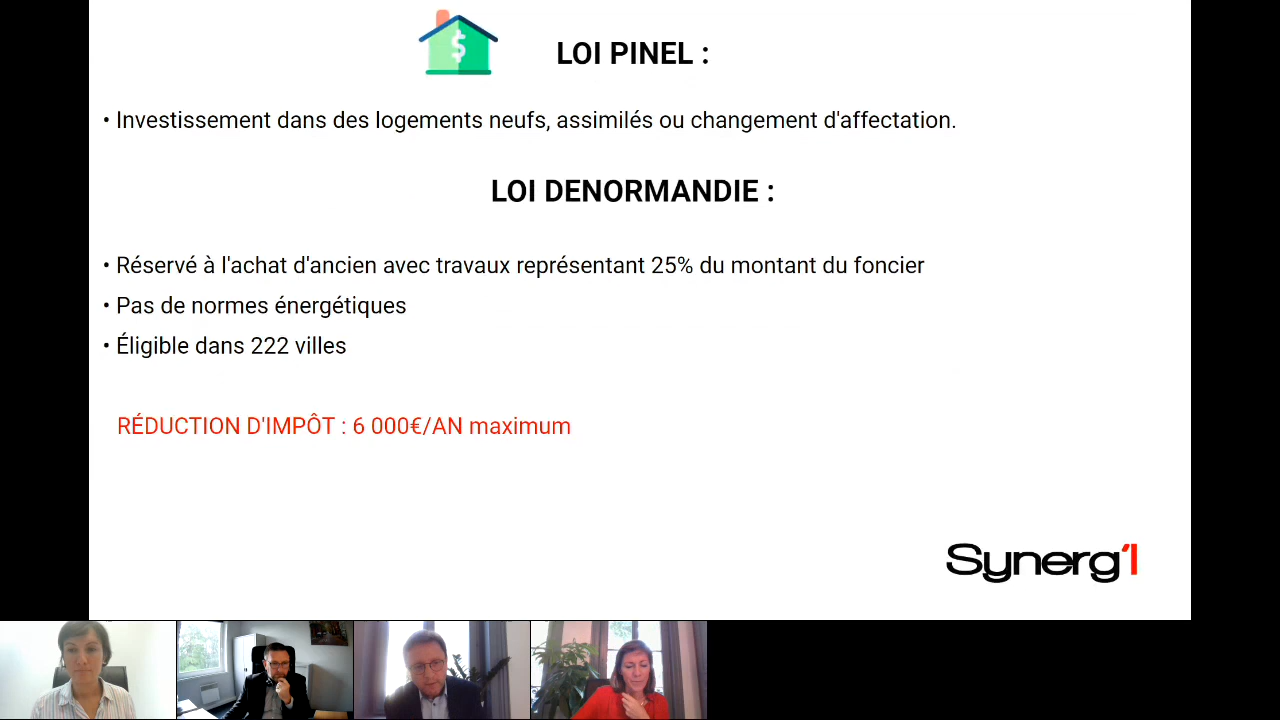 LOI PINEL :
• Investissement dans des logements neufs, assimilés ou changement d'affectation.
LOI DENORMANDIE :
• Réservé à l'achat d'ancien avec travaux représentant 25% du montant du foncier
• Pas de normes énergétiques
• Éligible dans 222 villes
RÉDUCTION D'IMPÔT : 6 000€/AN maximum
Synerg'1